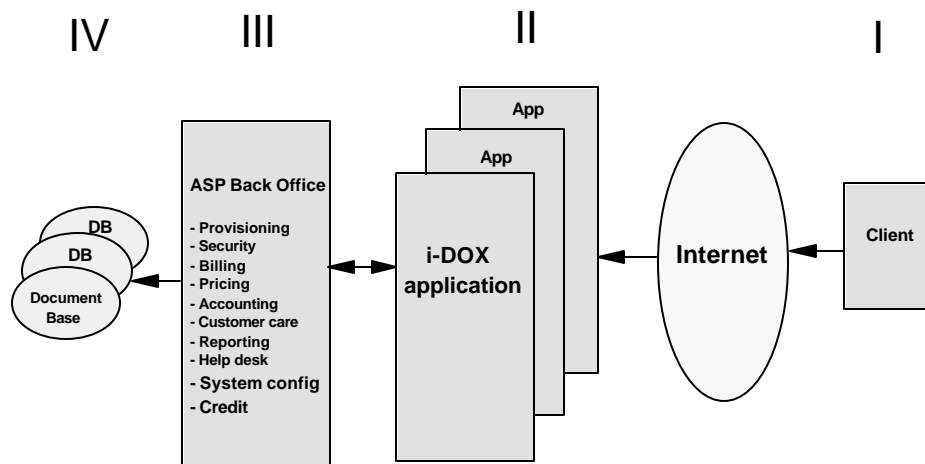 IV
III
II
I
App
App
i-DOX
application
ASP Back Office
- Provisioning
- Security
- Billing
- Pricing
- Accounting
- Customer care
- Reporting
- Help desk
- System config
- Credit
DB
DB
Document
Base
Internet
Client